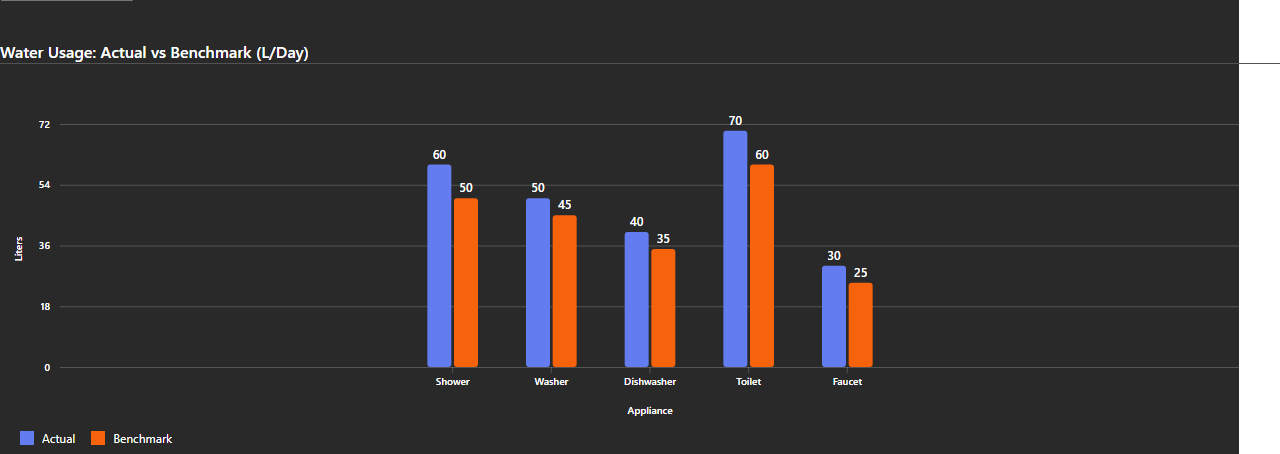 Water Usage: Actual vs Benchmark (L/Day)
72
54
36
18
0
Liters
60 50 50 45 40 35 70 60 30 25
Shower Washer Dishwasher Toilet Faucet
Appliance
Actual Benchmark